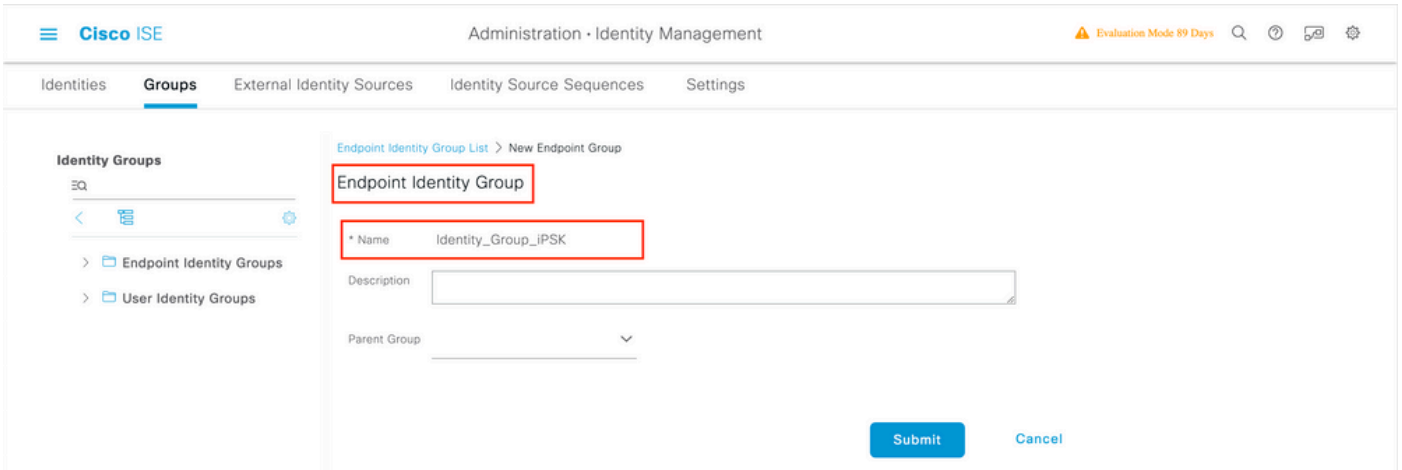 Cisco ISE
Administration · Identity Management
Evaluation Mode 89 Days
Identities Groups External Identity Sources Identity Source Sequences Settings
Identity Groups
Endpoint Identity Groups
User Identity Groups
Endpoint Identity Group List > New Endpoint Group
Endpoint Identity Group
* Name Identity_Group_iPSK
Description
Parent Group
Submit Cancel